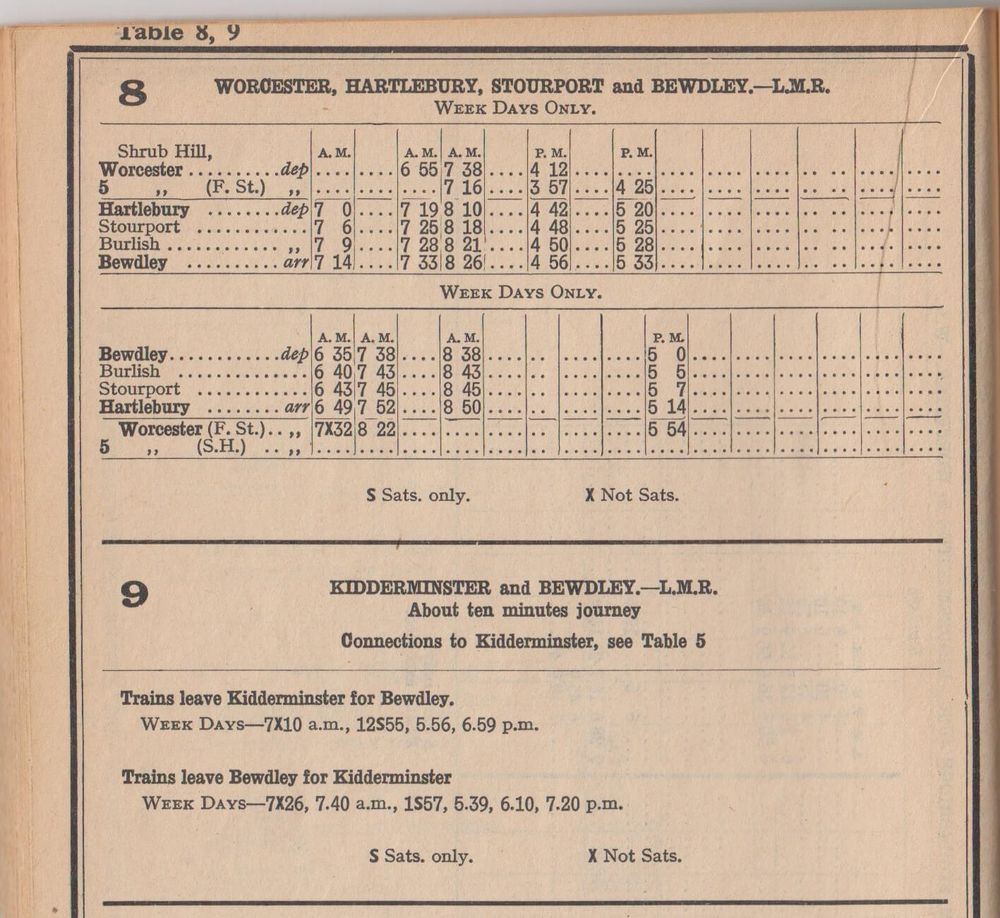 Table 8, 9
8 WORCESTER, HARTLEBURY, STOURPORT and BEWDLEY.—L.M.R.
WEEK DAYS ONLY.
Shrub Hill, A.M. A.M. A.M. P.M. P.M.
Worcester .......... dep .... .... 6 55 7 38 .... 4 12 .... ....
5 ,, (F. St.) ,, .... .... .... 7 16 .... 3 57 .... 4 25
Hartlebury ........ dep 7 0 .... 7 19 8 10 .... 4 42 .... 5 20
Stourport ............ 7 6 .... 7 25 8 18 .... 4 48 .... 5 25
Burlish ............ ,, 7 9 .... 7 28 8 21 .... 4 50 .... 5 28
Bewdley .......... arr 7 14 .... 7 33 8 26 .... 4 56 .... 5 33
WEEK DAYS ONLY.
A.M. A.M. A.M. P.M.
Bewdley ............ dep 6 35 7 38 .... 8 38 .... .. .... .... 5 0
Burlish .............. 6 40 7 43 .... 8 43 .... .. .... .... 5 5
Stourport ............ 6 43 7 45 .... 8 45 .... .. .... .... 5 7
Hartlebury ........ arr 6 49 7 52 .... 8 50 .... .. .... .... 5 14
Worcester (F. St.) .. ,, 7X32 8 22 .... .... .... .. .... .... 5 54
5 ,, (S.H.) .. ,, .... .... .... .... .... .. .... .... ....
S Sats. only. X Not Sats.
9 KIDDERMINSTER and BEWDLEY.—L.M.R.
About ten minutes journey
Connections to Kidderminster, see Table 5
Trains leave Kidderminster for Bewdley.
WEEK DAYS—7X10 a.m., 12S55, 5.56, 6.59 p.m.
Trains leave Bewdley for Kidderminster
WEEK DAYS—7X26, 7.40 a.m., 1S57, 5.39, 6.10, 7.20 p.m.
S Sats. only. X Not Sats.